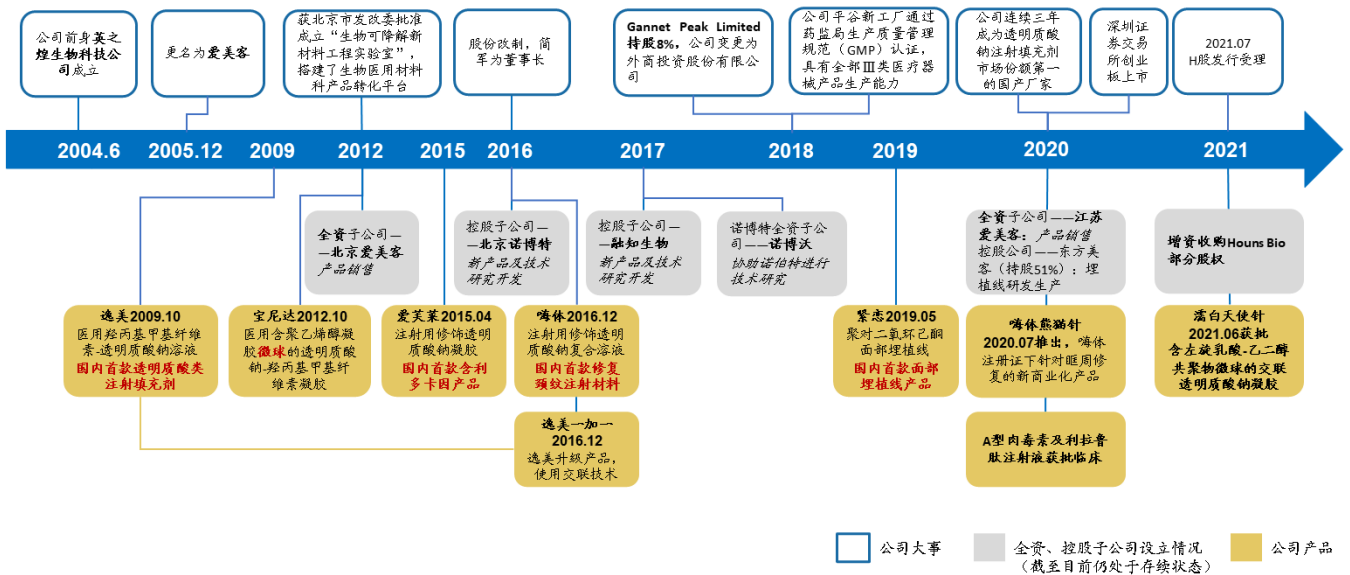 公司前身英之
煌生物科技公
司成立
更名为爱美客
获北京市发改委批准
成立“生物可降解新
材料工程实验室”，
搭建了生物医用材料
料产品转化平台
股份改制，简
军为董事长
Gannet Peak Limited
持股8%，公司变更为
外商投资股份有限公
司
公司平谷新工厂通过
药监局生产质量管理
规范（GMP）认证，
具有全部Ⅲ类医疗器
械产品生产能力
公司连续三年
成为透明质酸
钠注射填充剂
市场份额第一
的国产厂家
深圳证
券交易
所创业
板上市
2021.07
H股发行受理
2004.6
2005.12
2009
2012
2015
2016
2017
2018
2019
2020
2021
全资子公司—
—北京爱美客
产品销售
控股子公司—
—北京诺博特
新产品及技术
研究开发
控股子公司—
—融知生物
新产品及技术
研究开发
诺博特全资子公
司——诺博沃
协助诺伯特进行
技术研究
全资子公司——江苏
爱美客：产品销售
控股公司——东方美
客（持股51%）：埋
植线研发生产
增资收购Houns Bio
部分股权
逸美2009.10
医用羟丙基甲基纤维
素-透明质酸钠溶液
国内首款透明质酸类
注射填充剂
宝尼达2012.10
医用含聚乙烯醇凝
胶微球的透明质酸
钠-羟丙基甲基纤
维素凝胶
爱芙莱2015.04
注射用修饰透明
质酸钠凝胶
国内首款含利
多卡因产品
嗨体2016.12
注射用修饰透明
质酸钠复合溶液
国内首款修复
颈纹注射材料
紧恋2019.05
聚对二氧环己酮
面部埋植线
国内首款面部
埋植线产品
嗨体熊猫针
2020.07推出，嗨体
注册证下针对眶周修
复的新商业化产品
濡白天使针
2021.06获批
含左旋乳酸-乙二醇
共聚物微球的交联
透明质酸钠凝胶
逸美一加一
2016.12
逸美升级产品，
使用交联技术
A型肉毒素及利拉鲁
肽注射液获批临床
公司大事
全资、控股子公司设立情况
（截至目前仍处于存续状态）
公司产品